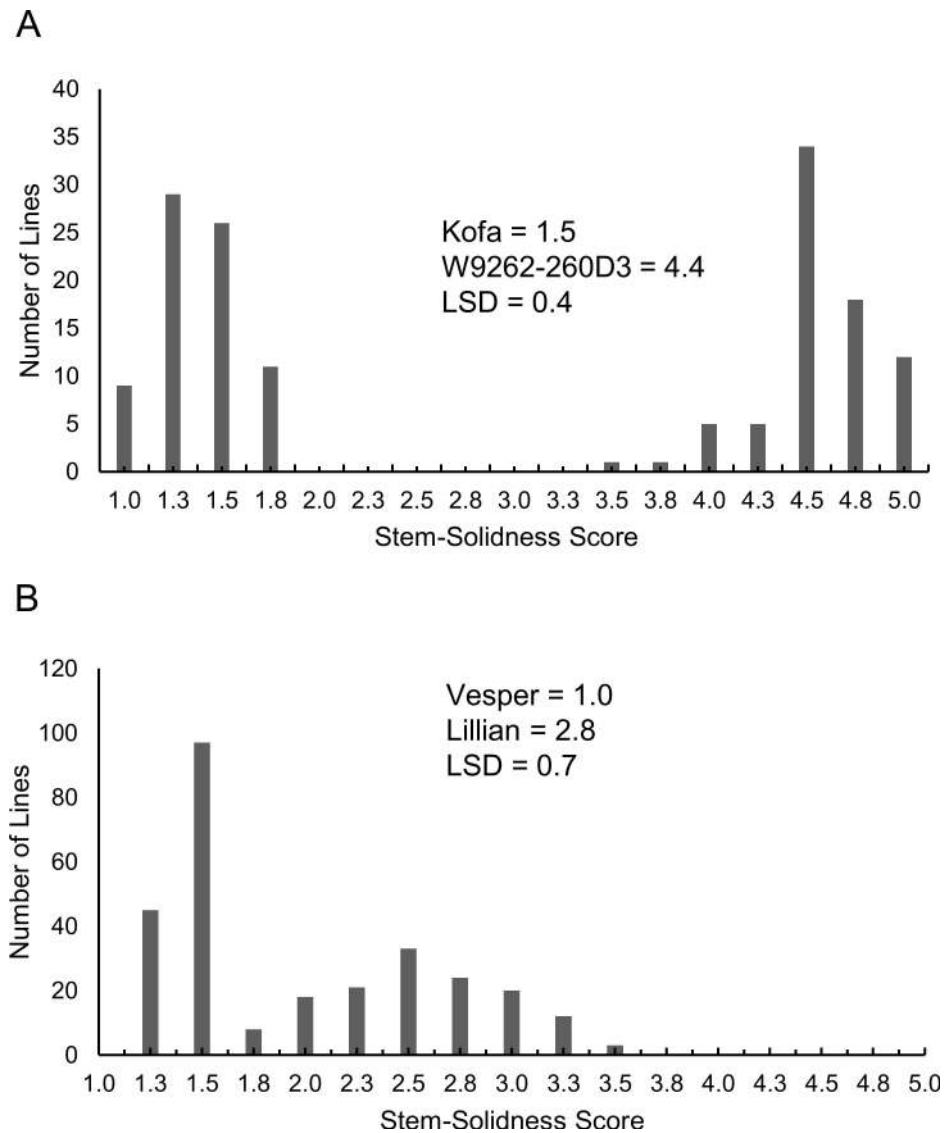 A
40
35
30
25
20
15
10
5
0
Number of Lines
Kofa = 1.5
W9262-260D3 = 4.4
LSD = 0.4
1.0 1.3 1.5 1.8 2.0 2.3 2.5 2.8 3.0 3.3 3.5 3.8 4.0 4.3 4.5 4.8 5.0
Stem-Solidness Score
B
120
100
80
60
40
20
0
Number of Lines
Vesper = 1.0
Lillian = 2.8
LSD = 0.7
1.0 1.3 1.5 1.8 2.0 2.3 2.5 2.8 3.0 3.3 3.5 3.8 4.0 4.3 4.5 4.8 5.0
Stem-Solidness Score